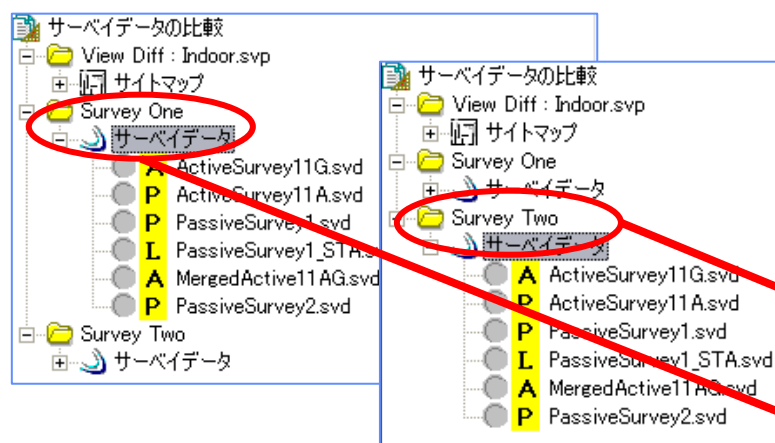 サーベイデータの比較
View Diff : Indoor.svp
サイトマップ
Survey One
サーベイデータ
A ActiveSurvey11G.svd
P ActiveSurvey11A.svd
P PassiveSurvey1.svd
L PassiveSurvey1_STA.s
A MergedActive11AG.svd
P PassiveSurvey2.svd
Survey Two
サーベイデータ
サーベイデータの比較
View Diff : Indoor.svp
サイトマップ
Survey One
サーベイデータ
Survey Two
サーベイデータ
A ActiveSurvey11G.svd
P ActiveSurvey11A.svd
P PassiveSurvey1.svd
L PassiveSurvey1_STA.svd
A MergedActive11AG.svd
P PassiveSurvey2.svd